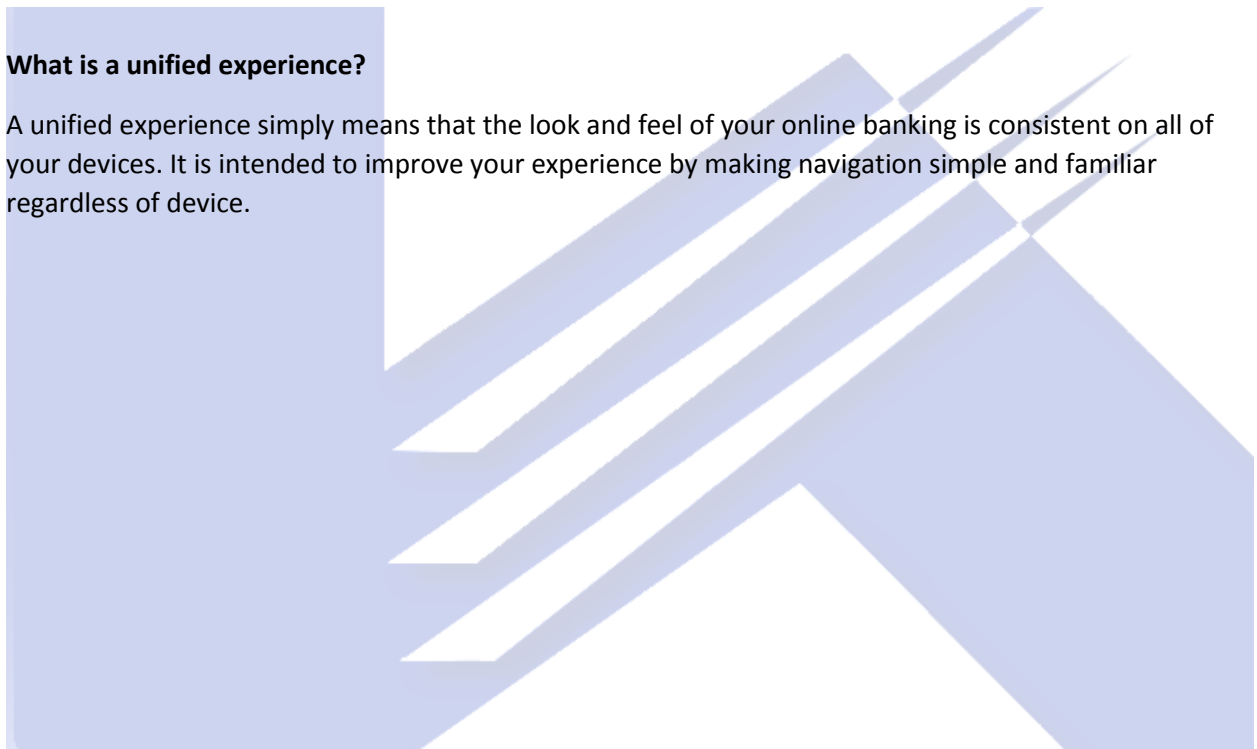 What is a unified experience?
A unified experience simply means that the look and feel of your online banking is consistent on all of
your devices. It is intended to improve your experience by making navigation simple and familiar
regardless of device.